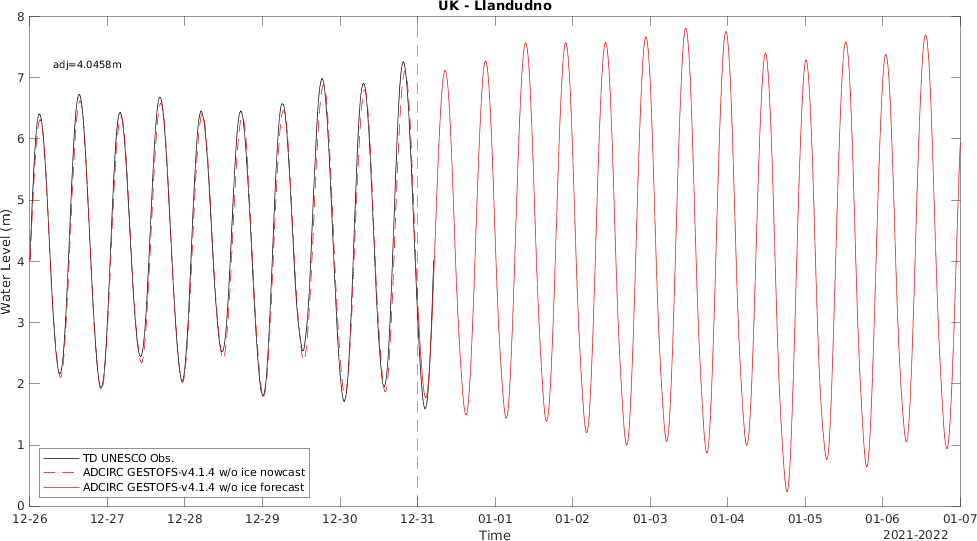 UK - Llandudno
8
7
6
5
4
3
2
1
0
Water Level (m)
adj=4.0458m
TD UNESCO Obs.
ADCIRC GESTOFS-v4.1.4 w/o ice nowcast
ADCIRC GESTOFS-v4.1.4 w/o ice forecast
12-26 12-27 12-28 12-29 12-30 12-31 01-01 01-02 01-03 01-04 01-05 01-06 01-07
Time
2021-2022